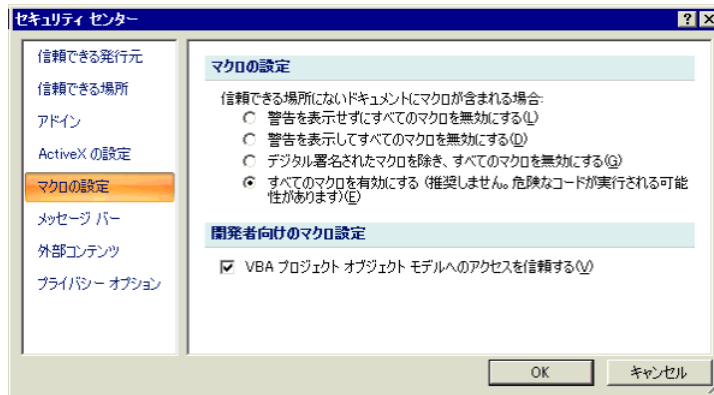 セキュリティ センター
信頼できる発行元
信頼できる場所
アドイン
ActiveX の設定
マクロの設定
メッセージ バー
外部コンテンツ
プライバシー オプション
マクロの設定
信頼できる場所にないドキュメントにマクロが含まれる場合:
警告を表示せずにすべてのマクロを無効にする(L)
警告を表示してすべてのマクロを無効にする(D)
デジタル署名されたマクロを除き、すべてのマクロを無効にする(G)
すべてのマクロを有効にする (推奨しません。危険なコードが実行される可能
性があります)(E)
開発者向けのマクロ設定
VBA プロジェクト オブジェクト モデルへのアクセスを信頼する(V)
OK
キャンセル